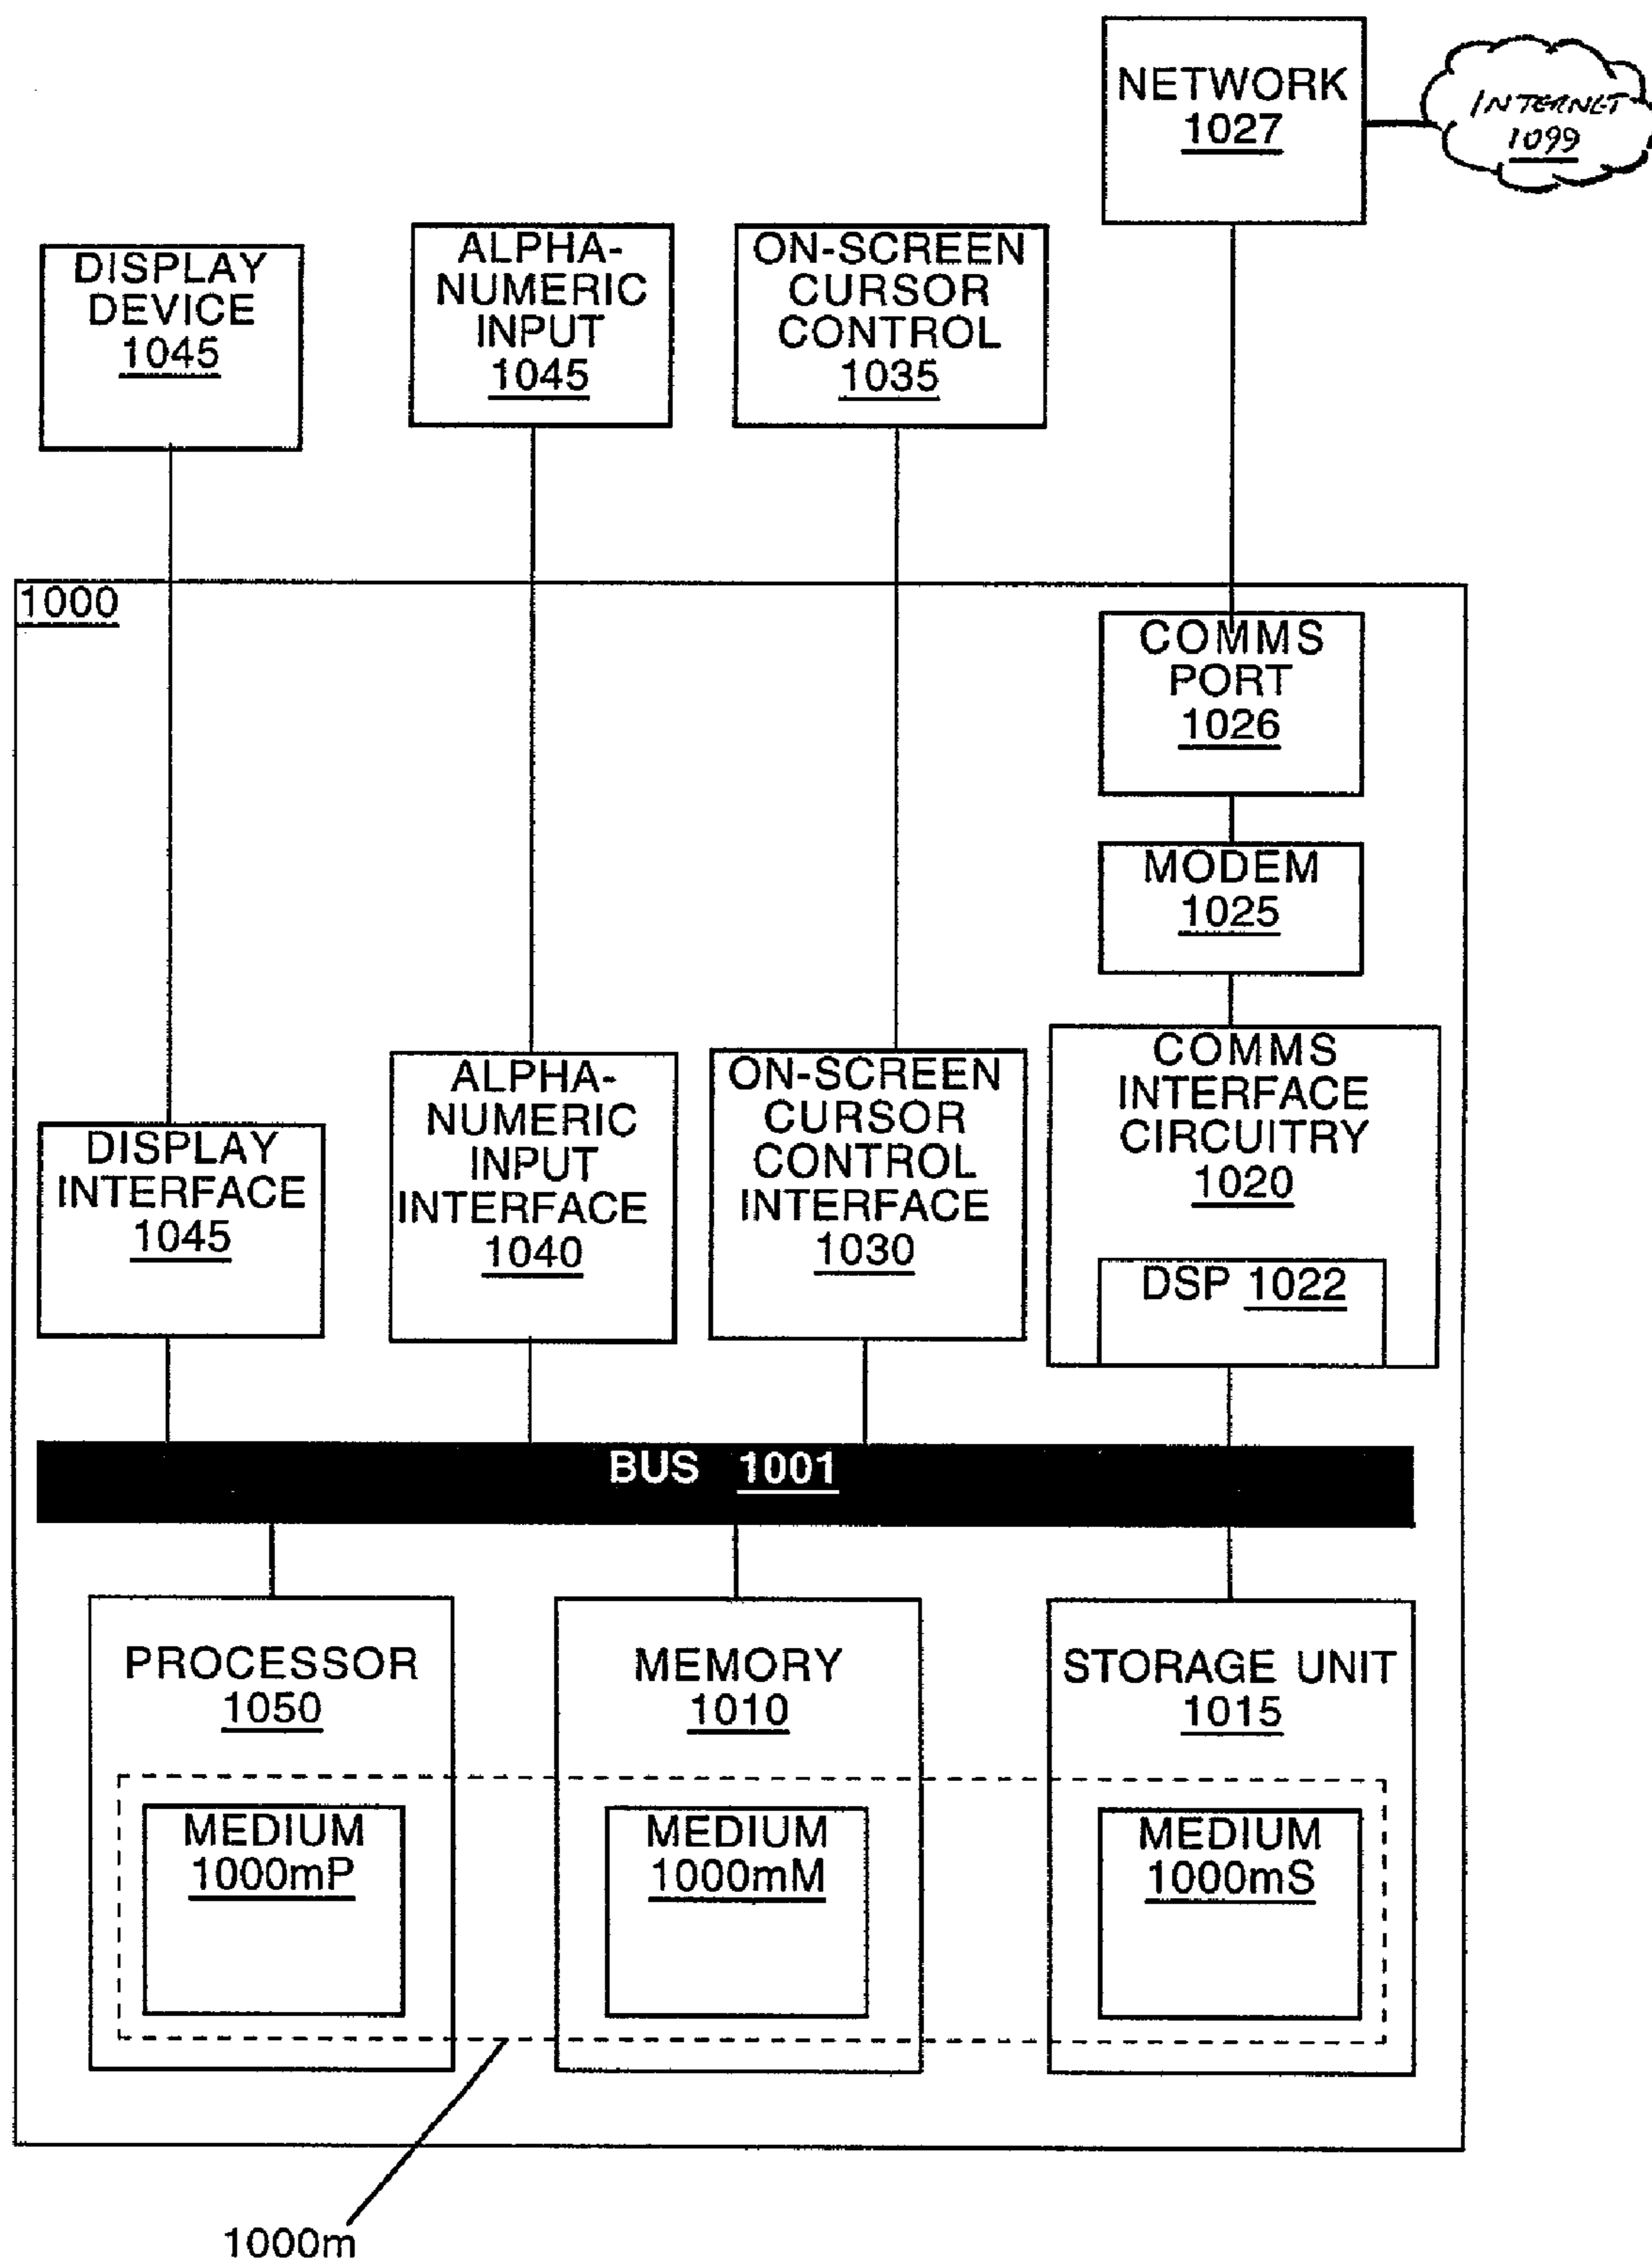 NETWORK
1027
INTERNET
1099
DISPLAY
DEVICE
1045
ALPHA-
NUMERIC
INPUT
1045
ON-SCREEN
CURSOR
CONTROL
1035
1000
COMMS
PORT
1026
MODEM
1025
COMMS
INTERFACE
CIRCUITRY
1020
DSP 1022
DISPLAY
INTERFACE
1045
ALPHA-
NUMERIC
INPUT
INTERFACE
1040
ON-SCREEN
CURSOR
CONTROL
INTERFACE
1030
BUS 1001
PROCESSOR
1050
MEMORY
1010
STORAGE UNIT
1015
MEDIUM
1000mP
MEDIUM
1000mM
MEDIUM
1000mS
1000m